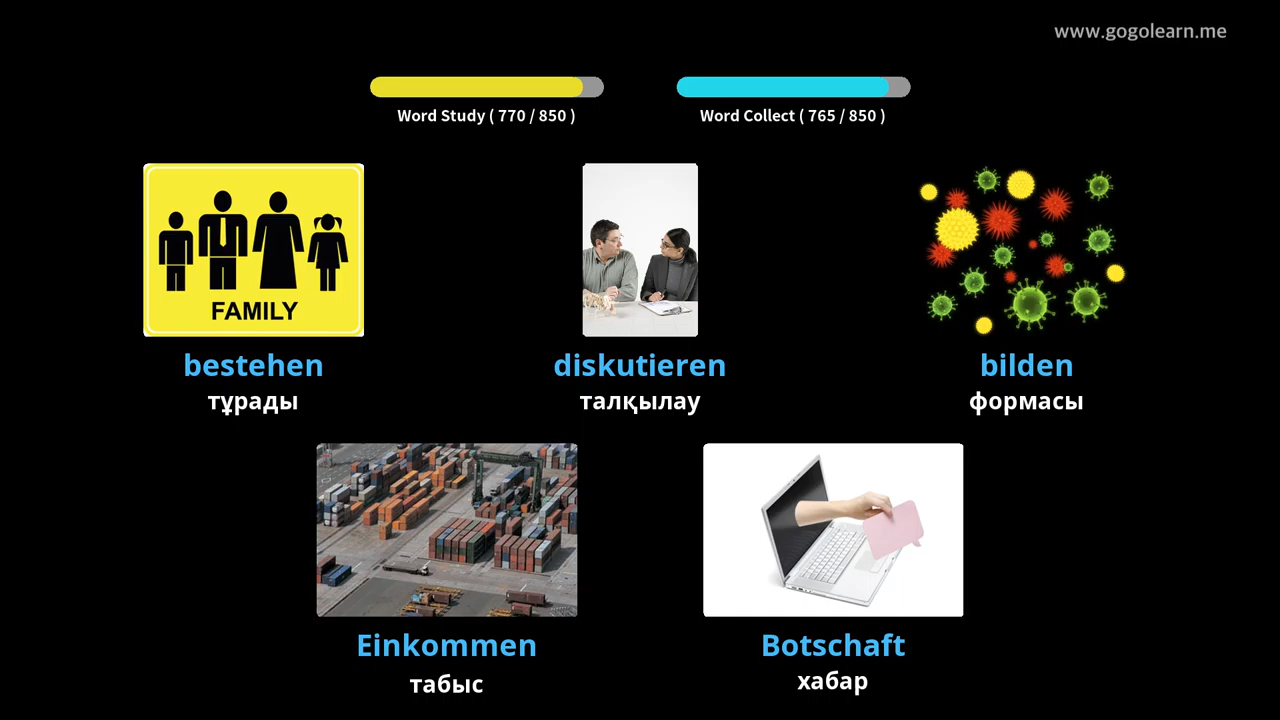 www.gogolearn.me
Word Study ( 770 / 850 )
Word Collect ( 765 / 850 )
FAMILY
bestehen
тұрады
diskutieren
талқылау
bilden
формасы
Einkommen
табыс
Botschaft
хабар